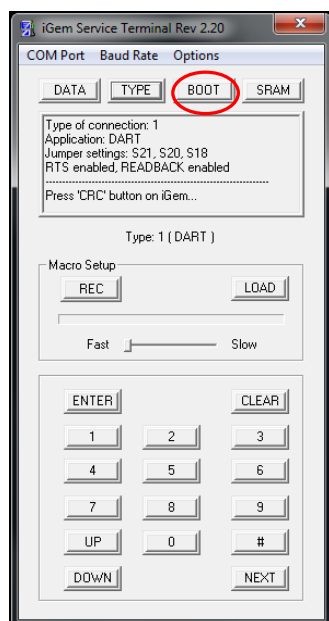 iGem Service Terminal Rev 2.20
COM Port Baud Rate Options
DATA TYPE BOOT SRAM
Type of connection: 1
Application: DART
Jumper settings: S21, S20, S18
RTS enabled, READBACK enabled
Press 'CRC' button on iGem...
Type: 1 ( DART )
Macro Setup
REC LOAD
Fast Slow
ENTER CLEAR
1 2 3
4 5 6
7 8 9
UP 0 #
DOWN NEXT